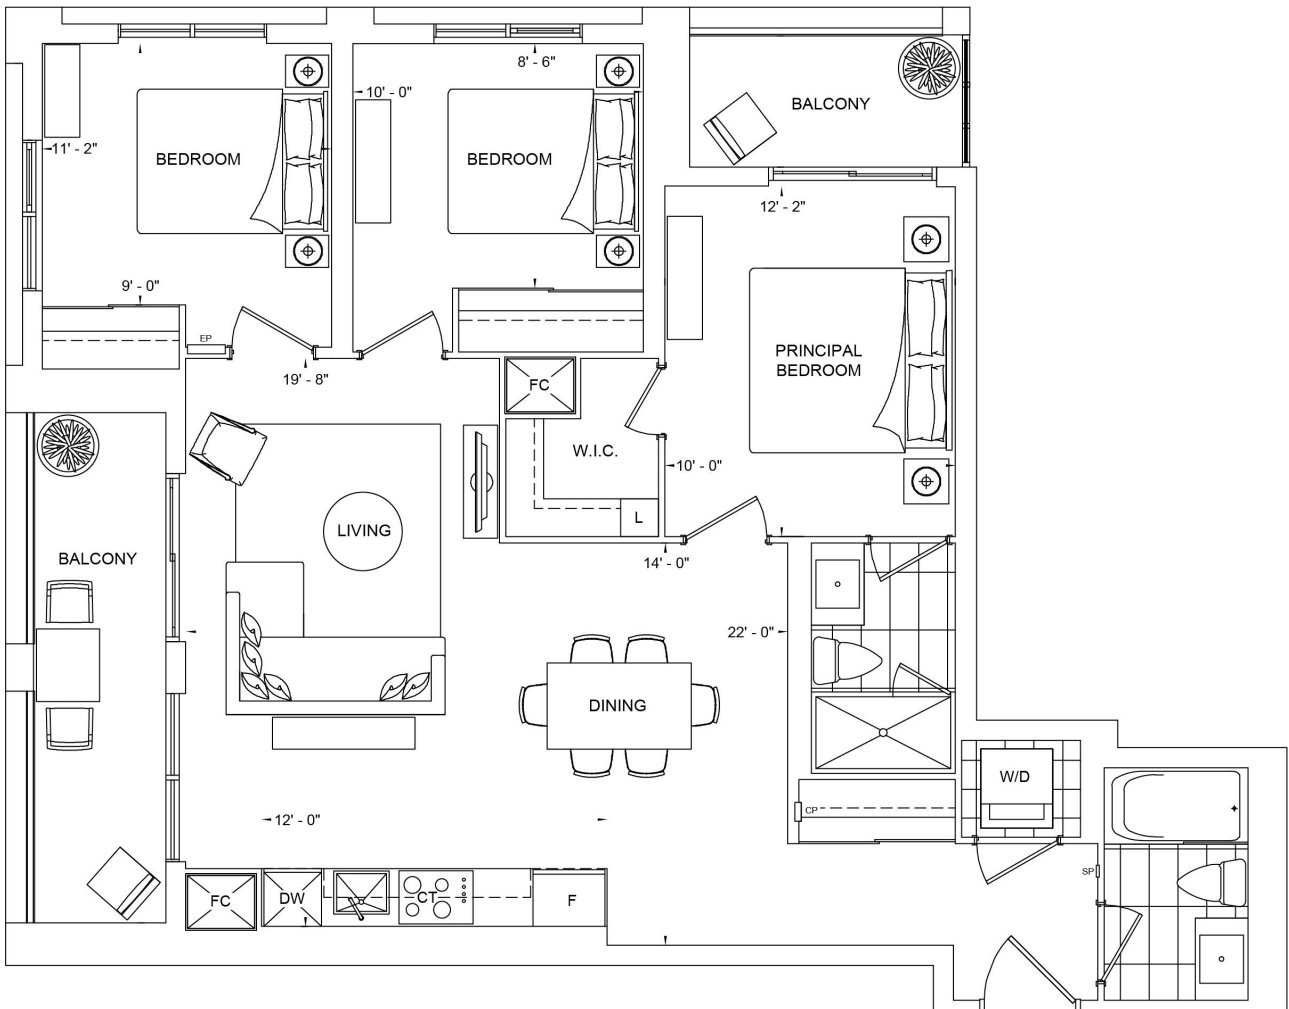 8' - 6"
10' - 0"
BALCONY
11' - 2"
BEDROOM
BEDROOM
12' - 2"
9' - 0"
EP
PRINCIPAL
BEDROOM
19' - 8"
FC
W.I.C.
10' - 0"
L
LIVING
BALCONY
14' - 0"
22' - 0"
DINING
W/D
CP
12' - 0"
SP
FC
DW
CT
F